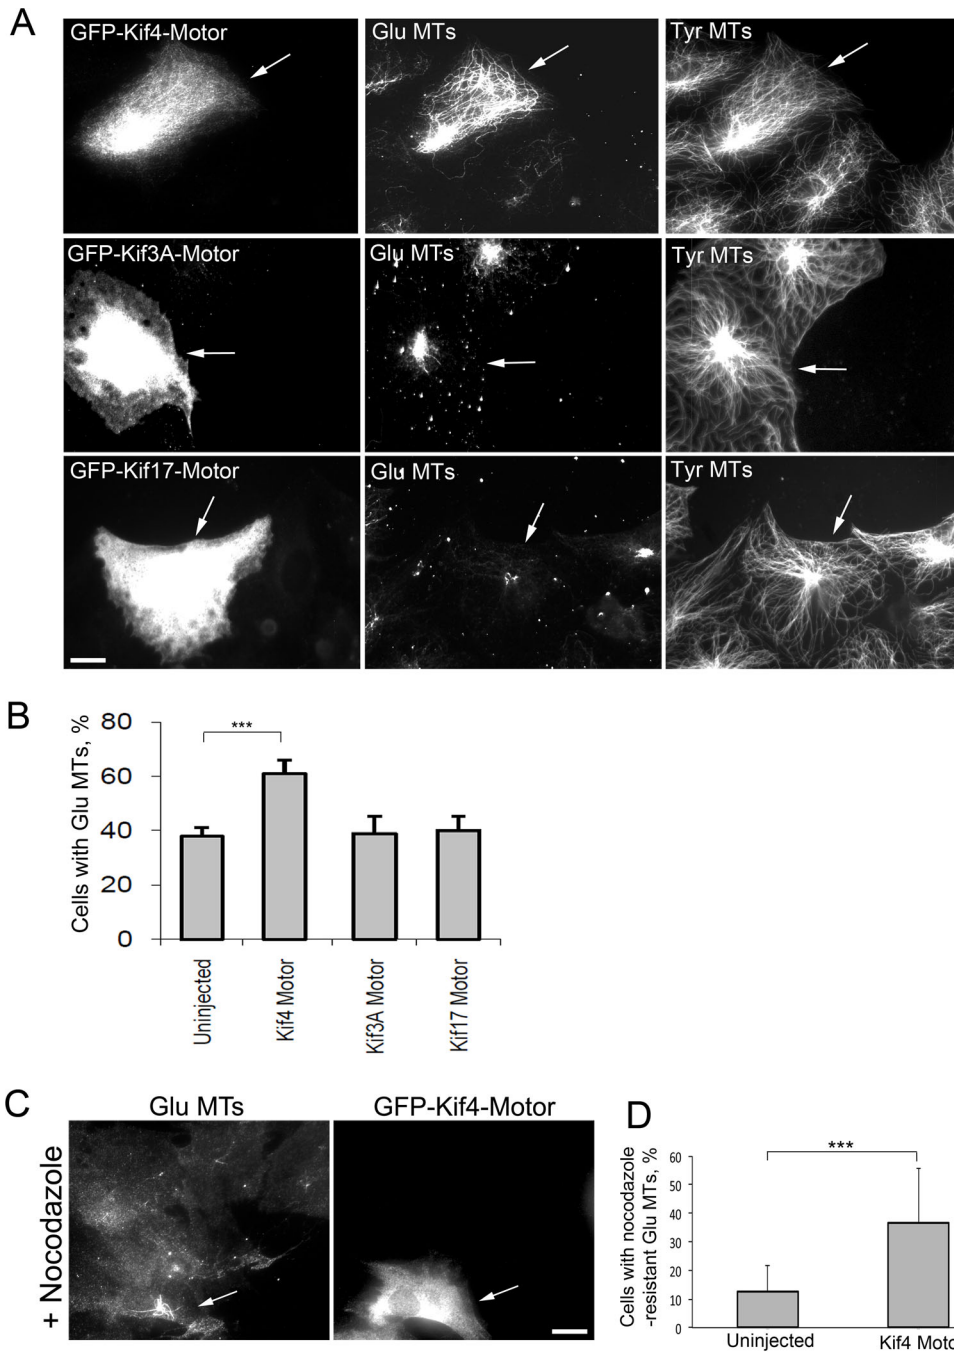 A
GFP-Kif4-Motor
Glu MTs
Tyr MTs
GFP-Kif3A-Motor
Glu MTs
Tyr MTs
GFP-Kif17-Motor
Glu MTs
Tyr MTs
B
Cells with Glu MTs, %
80
60
40
20
0
***
Uninjected
Kif4 Motor
Kif3A Motor
Kif17 Motor
C
Glu MTs
GFP-Kif4-Motor
+ Nocodazole
D
Cells with nocodazole
-resistant Glu MTs, %
60
50
40
30
20
10
0
***
Uninjected
Kif4 Moto